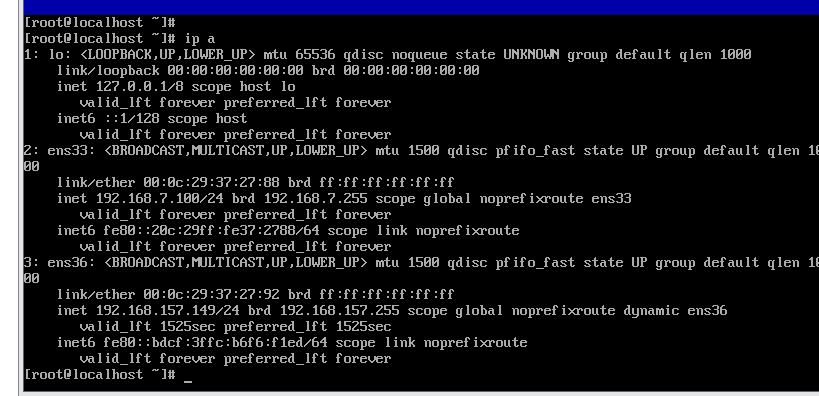 [root@localhost ~]#
[root@localhost ~]# ip a
1: lo: <LOOPBACK,UP,LOWER_UP> mtu 65536 qdisc noqueue state UNKNOWN group default qlen 1000
    link/loopback 00:00:00:00:00:00 brd 00:00:00:00:00:00
    inet 127.0.0.1/8 scope host lo
       valid_lft forever preferred_lft forever
    inet6 ::1/128 scope host
       valid_lft forever preferred_lft forever
2: ens33: <BROADCAST,MULTICAST,UP,LOWER_UP> mtu 1500 qdisc pfifo_fast state UP group default qlen 10
00
    link/ether 00:0c:29:37:27:88 brd ff:ff:ff:ff:ff:ff
    inet 192.168.7.100/24 brd 192.168.7.255 scope global noprefixroute ens33
       valid_lft forever preferred_lft forever
    inet6 fe80::20c:29ff:fe37:2788/64 scope link noprefixroute
       valid_lft forever preferred_lft forever
3: ens36: <BROADCAST,MULTICAST,UP,LOWER_UP> mtu 1500 qdisc pfifo_fast state UP group default qlen 10
00
    link/ether 00:0c:29:37:27:92 brd ff:ff:ff:ff:ff:ff
    inet 192.168.157.149/24 brd 192.168.157.255 scope global noprefixroute dynamic ens36
       valid_lft 1525sec preferred_lft 1525sec
    inet6 fe80::bdcf:3ffc:b6f6:f1ed/64 scope link noprefixroute
       valid_lft forever preferred_lft forever
[root@localhost ~]# _